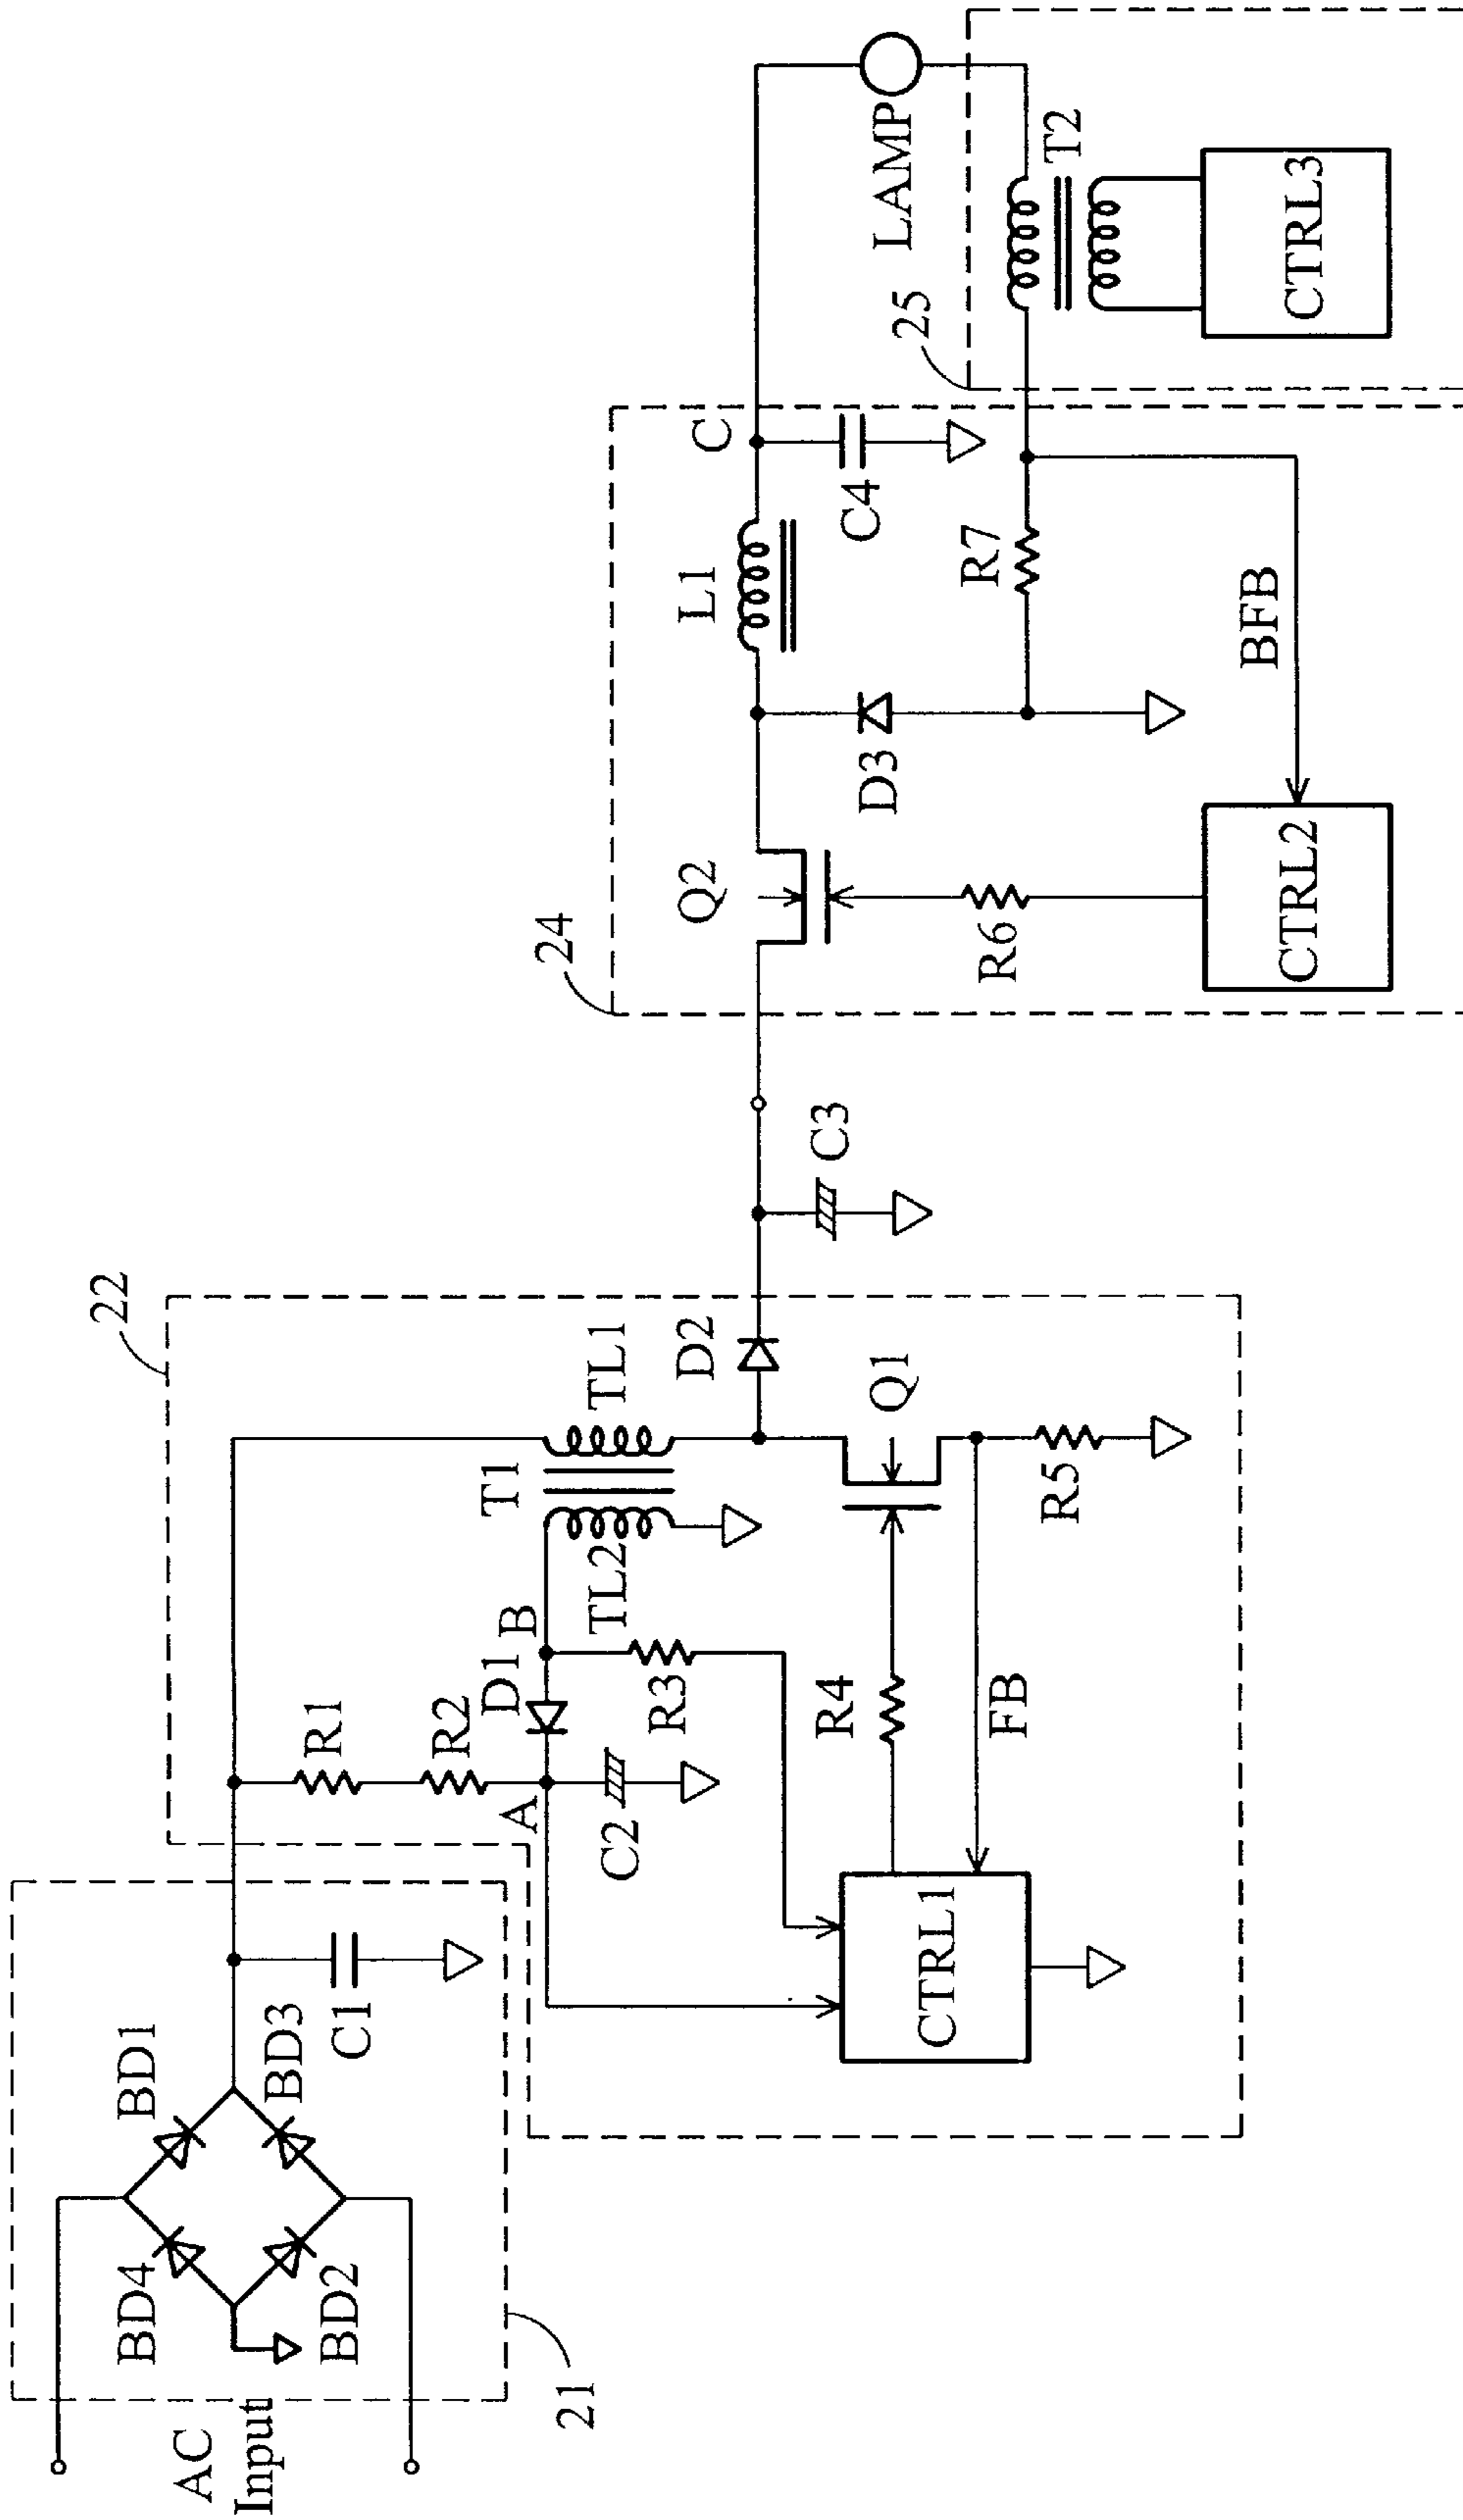 AC
Input
21
BD4
BD1
BD2
BD3
C1
22
R1
R2
A
D1
B
T1
TL1
TL2
C2
R3
CTRL1
R4
FB
Q1
R5
D2
C3
24
Q2
R6
CTRL2
D3
L1
C
C4
R7
BFB
25
LAMP
T2
CTRL3